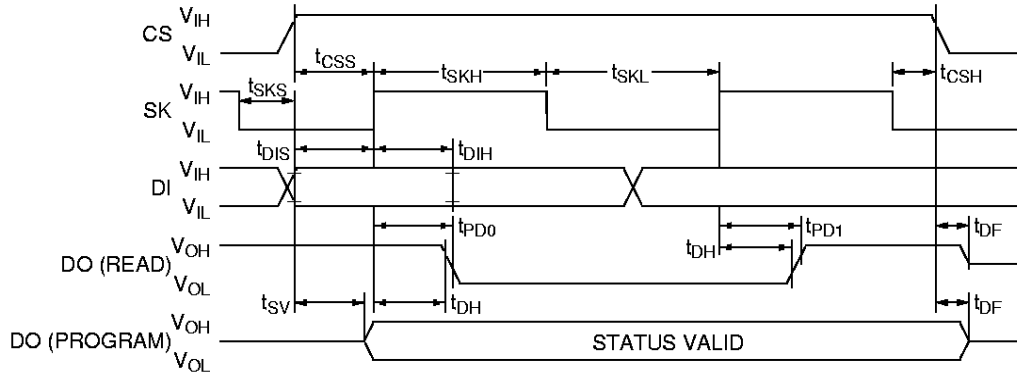 V_IH
CS
V_IL
t_CSS
t_SKH
t_SKL
t_CSH
V_IH
t_SKS
SK
V_IL
t_DIS
t_DIH
V_IH
DI
V_IL
t_PD0
t_PD1
t_DF
V_OH
t_DH
DO (READ)
V_OL
t_SV
t_DH
t_DF
V_OH
DO (PROGRAM)
STATUS VALID
V_OL